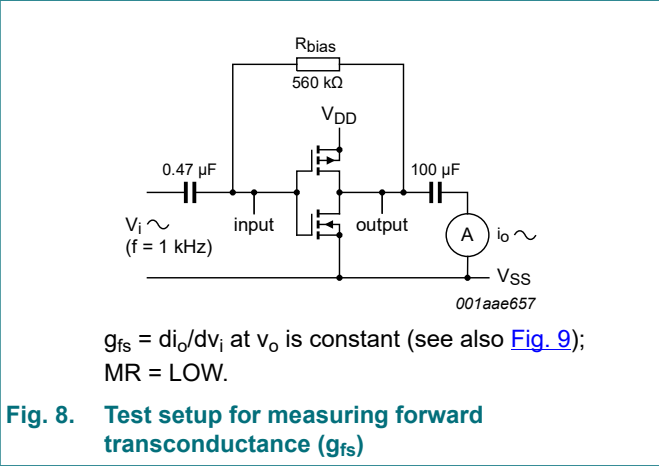 Rbias
560 kΩ
VDD
0.47 µF
100 µF
Vi
(f = 1 kHz)
input
output
A
io
VSS
001aae657
gfs = dio/dvi at vo is constant (see also Fig. 9);
MR = LOW.
Fig. 8. Test setup for measuring forward
transconductance (gfs)